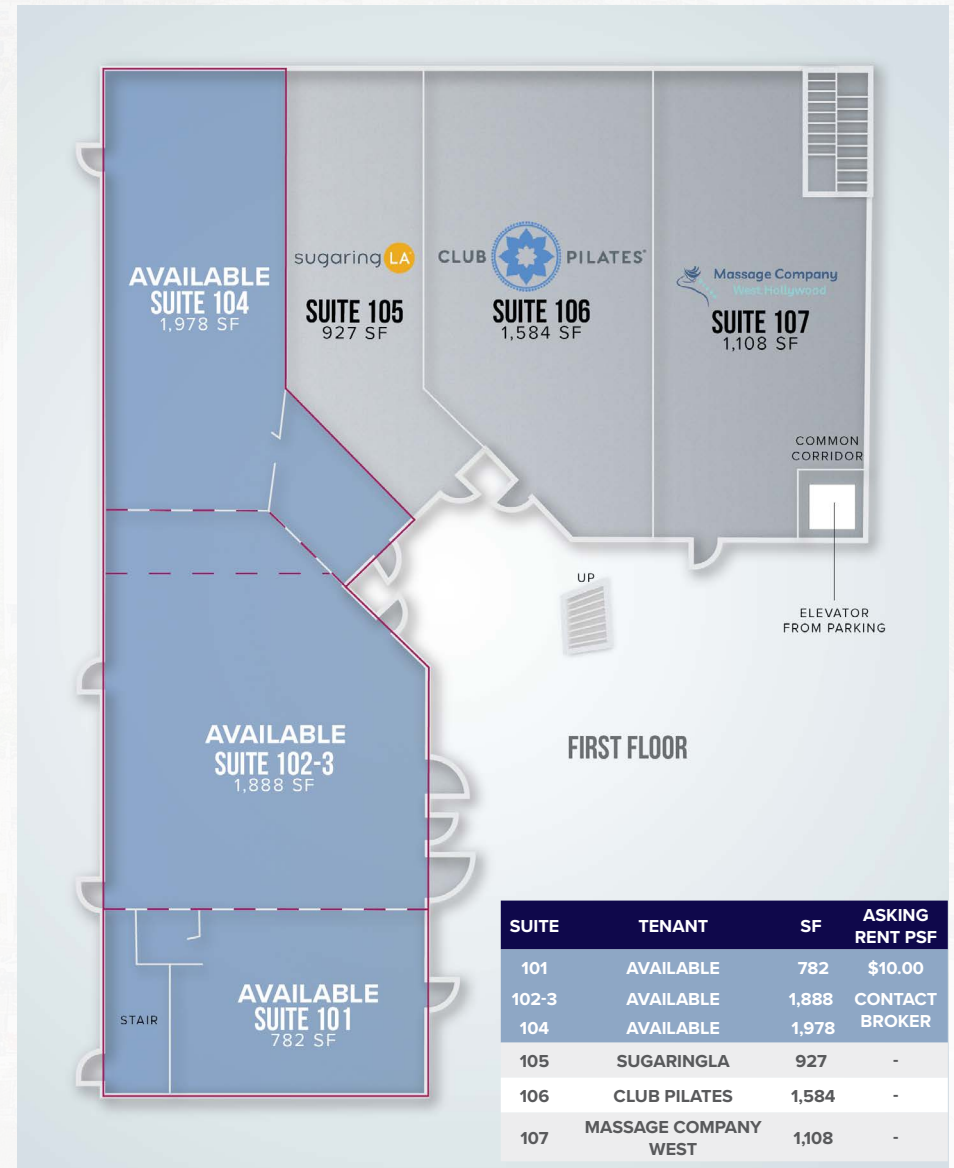 AVAILABLE
SUITE 104
1,978 SF
sugaring LA
SUITE 105
927 SF
CLUB PILATES
SUITE 106
1,584 SF
Massage Company
West Hollywood
SUITE 107
1,108 SF
COMMON
CORRIDOR
UP
ELEVATOR
FROM PARKING
AVAILABLE
SUITE 102-3
1,888 SF
FIRST FLOOR
STAIR
AVAILABLE
SUITE 101
782 SF
SUITE TENANT SF ASKING RENT PSF
101 AVAILABLE 782 $10.00
102-3 AVAILABLE 1,888 CONTACT BROKER
104 AVAILABLE 1,978
105 SUGARINGLA 927 -
106 CLUB PILATES 1,584 -
107 MASSAGE COMPANY WEST 1,108 -